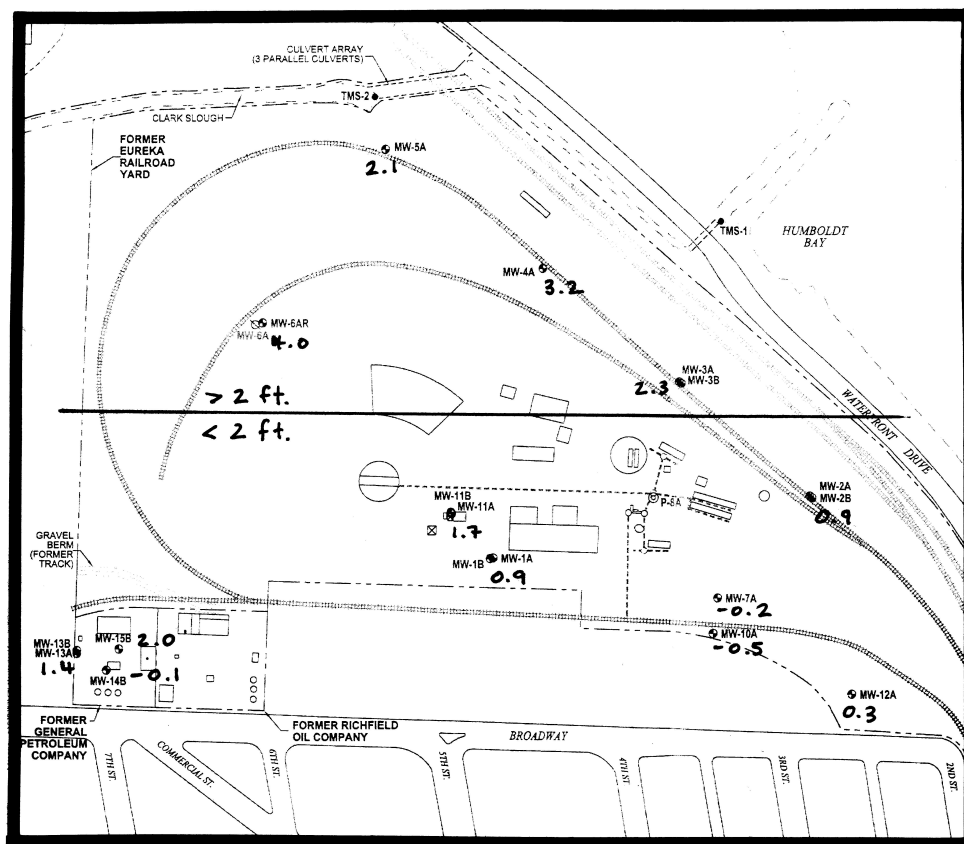 CULVERT ARRAY
(3 PARALLEL CULVERTS)
TMS-2
CLARK SLOUGH
FORMER
EUREKA
RAILROAD
YARD
MW-5A
2.1
TMS-1
HUMBOLDT
BAY
MW-4A
3.2
MW-6AR
MW-6A
4.0
MW-3A
MW-3B
2.3
> 2 ft.
< 2 ft.
WATERFRONT
DRIVE
MW-2A
MW-2B
0.9
MW-11B
MW-11A
1.7
P-8A
MW-1A
MW-1B
0.9
GRAVEL
BERM
(FORMER
TRACK)
MW-7A
-0.2
MW-10A
-0.5
MW-13B
MW-13A
1.4
MW-15B
2.0
MW-14B
-0.1
MW-12A
0.3
FORMER
GENERAL
PETROLEUM
COMPANY
FORMER RICHFIELD
OIL COMPANY
BROADWAY
7TH ST.
COMMERCIAL ST.
6TH ST.
5TH ST.
4TH ST.
3RD ST.
2ND ST.